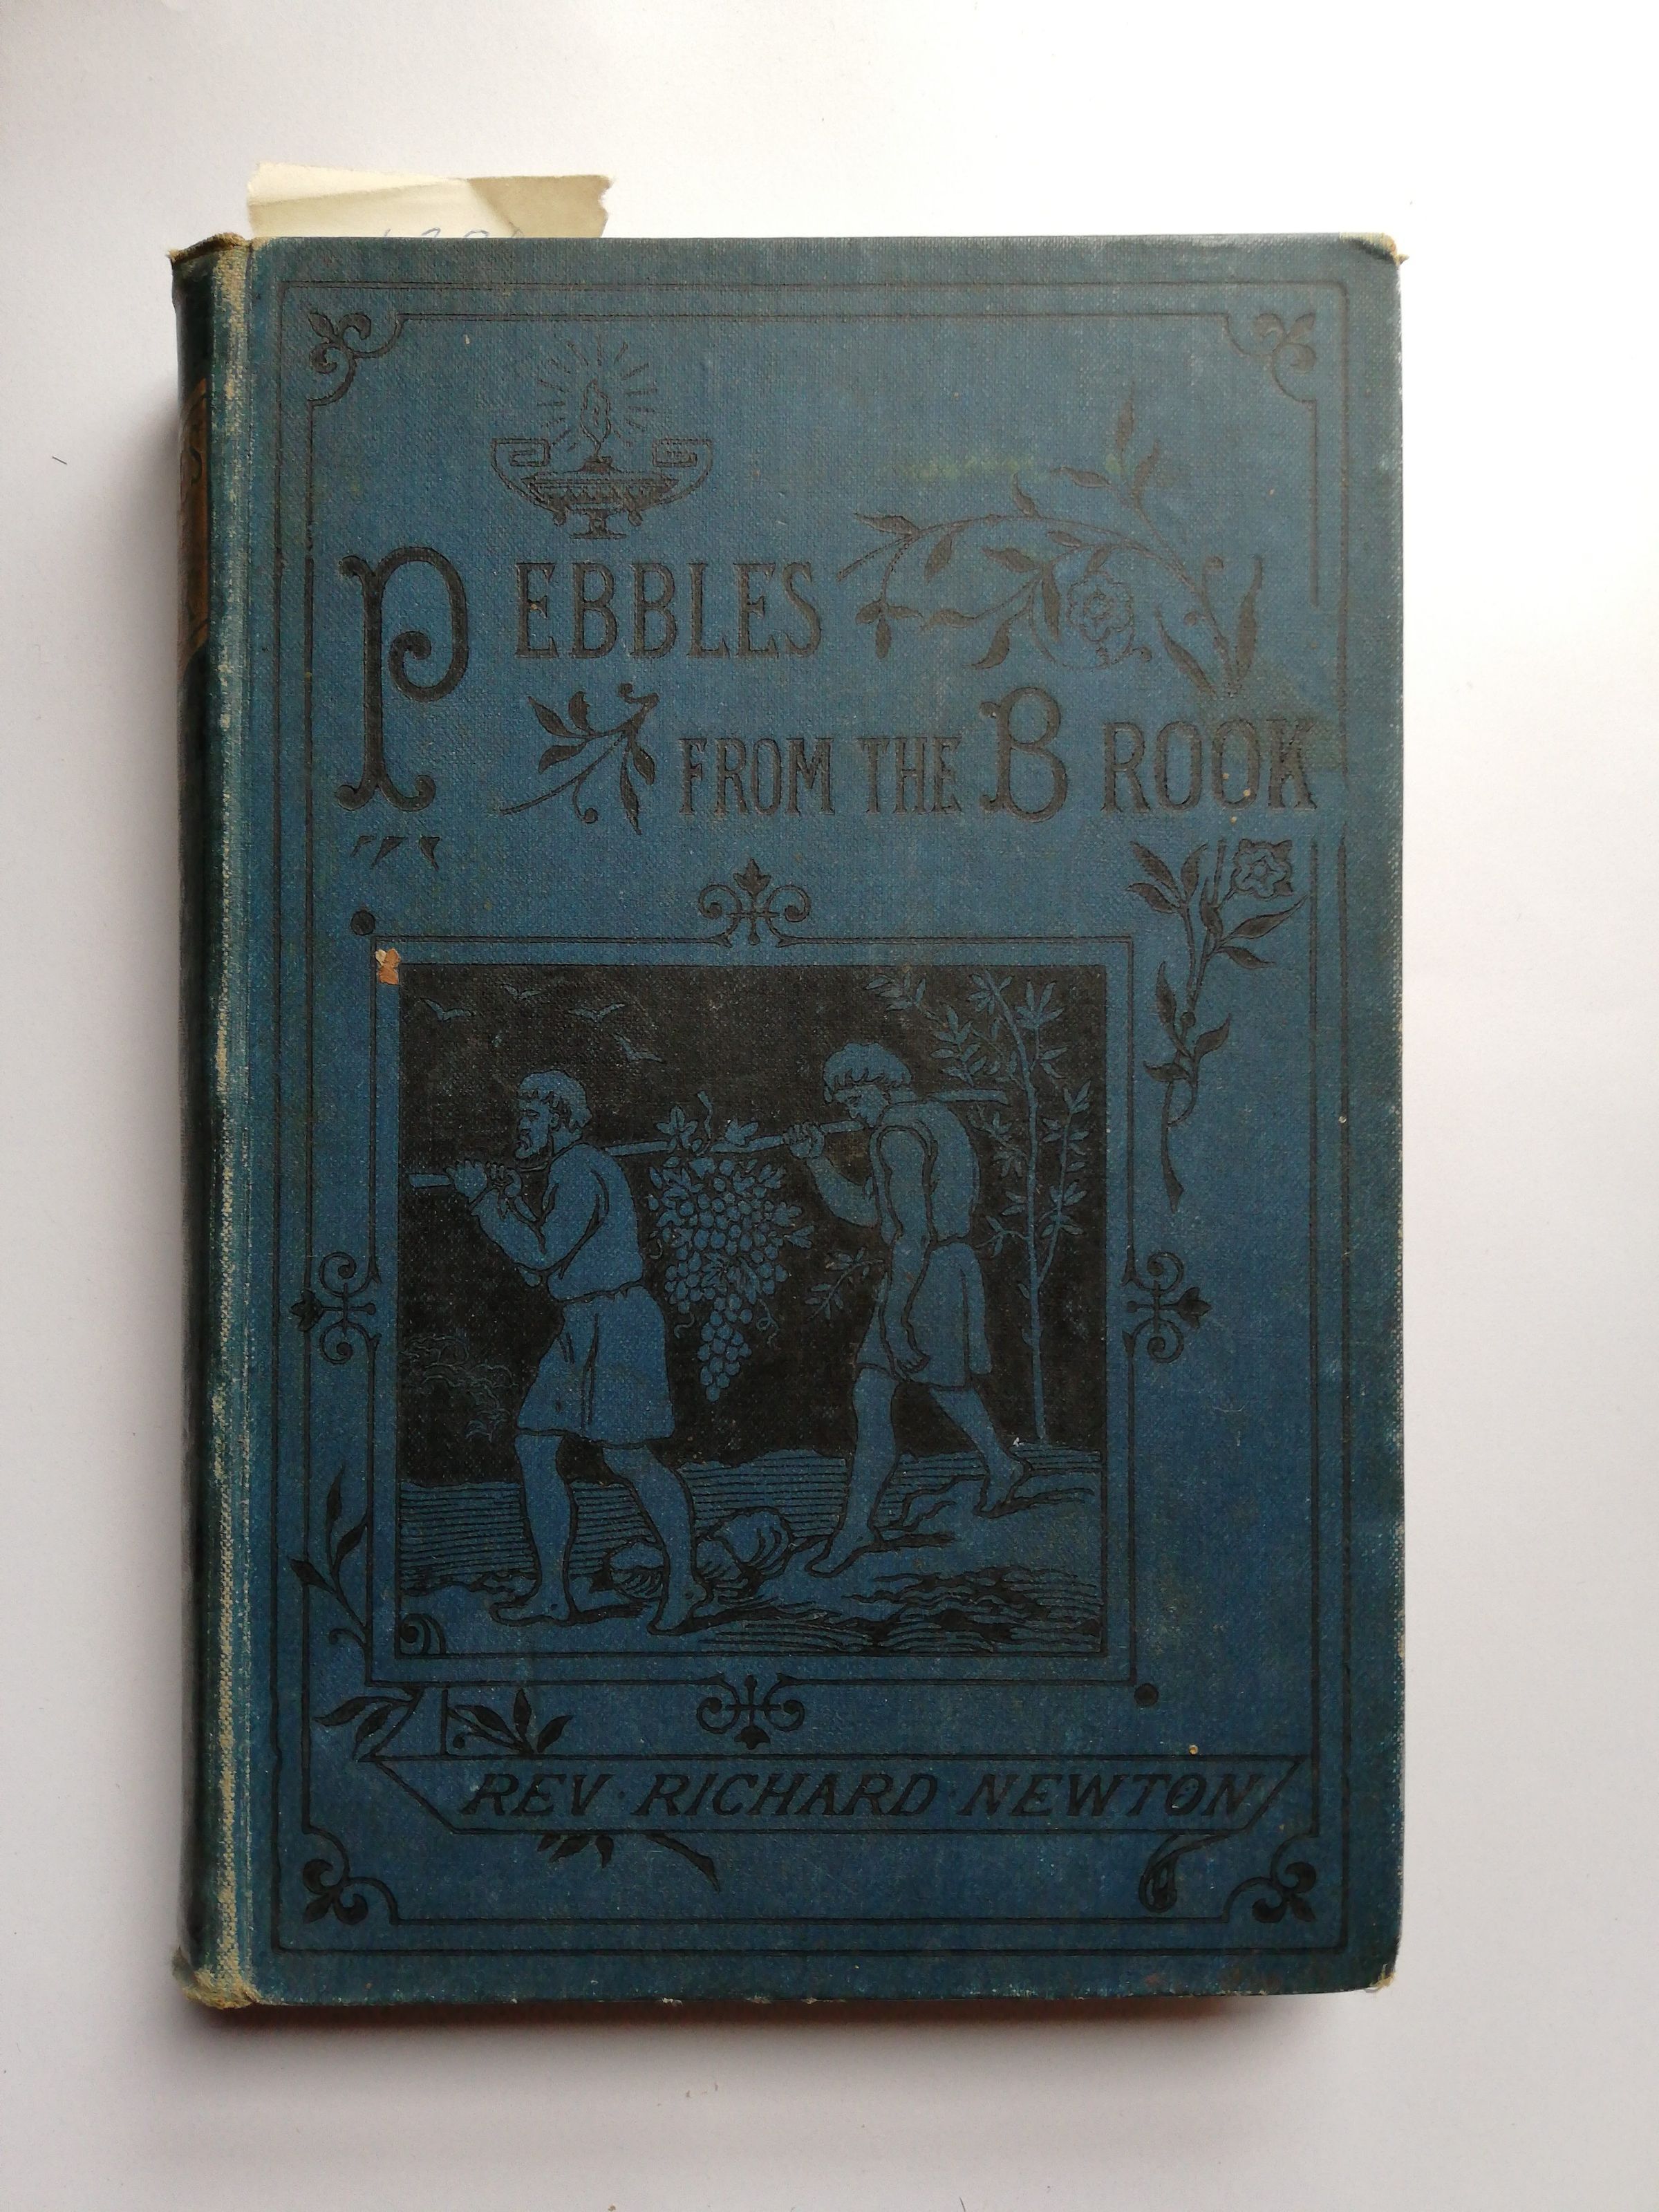 PEBBLES
FROM THE BROOK
REV · RICHARD · NEWTON